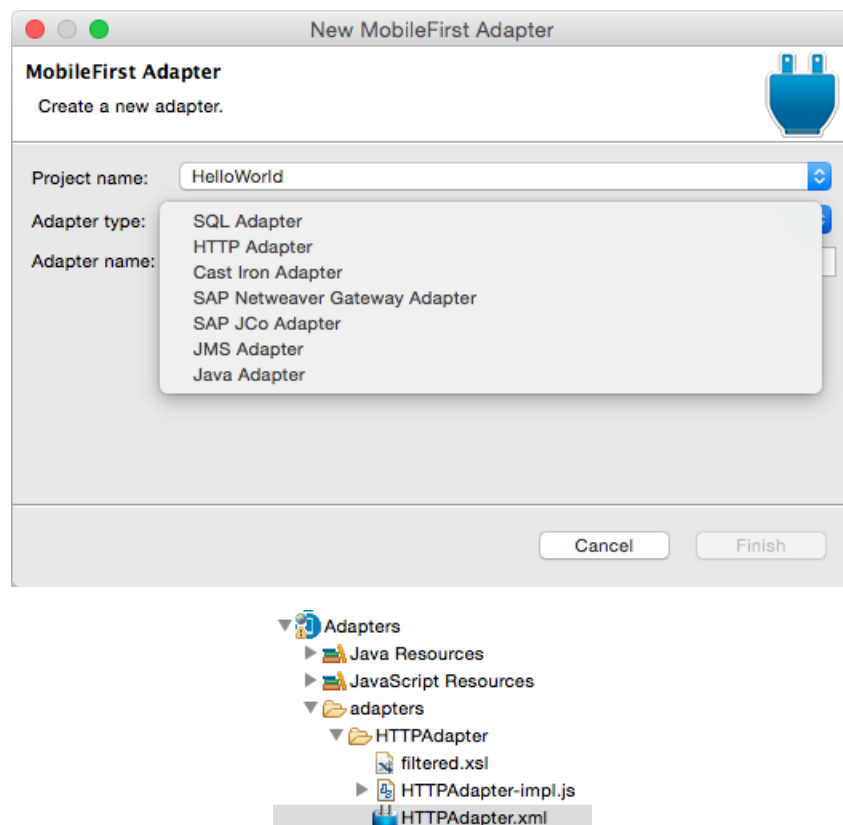 New MobileFirst Adapter
MobileFirst Adapter
Create a new adapter.
Project name: HelloWorld
Adapter type:
SQL Adapter
HTTP Adapter
Adapter name:
Cast Iron Adapter
SAP Netweaver Gateway Adapter
SAP JCo Adapter
JMS Adapter
Java Adapter
Cancel Finish
Adapters
Java Resources
JavaScript Resources
adapters
HTTPAdapter
filtered.xsl
HTTPAdapter-impl.js
HTTPAdapter.xml